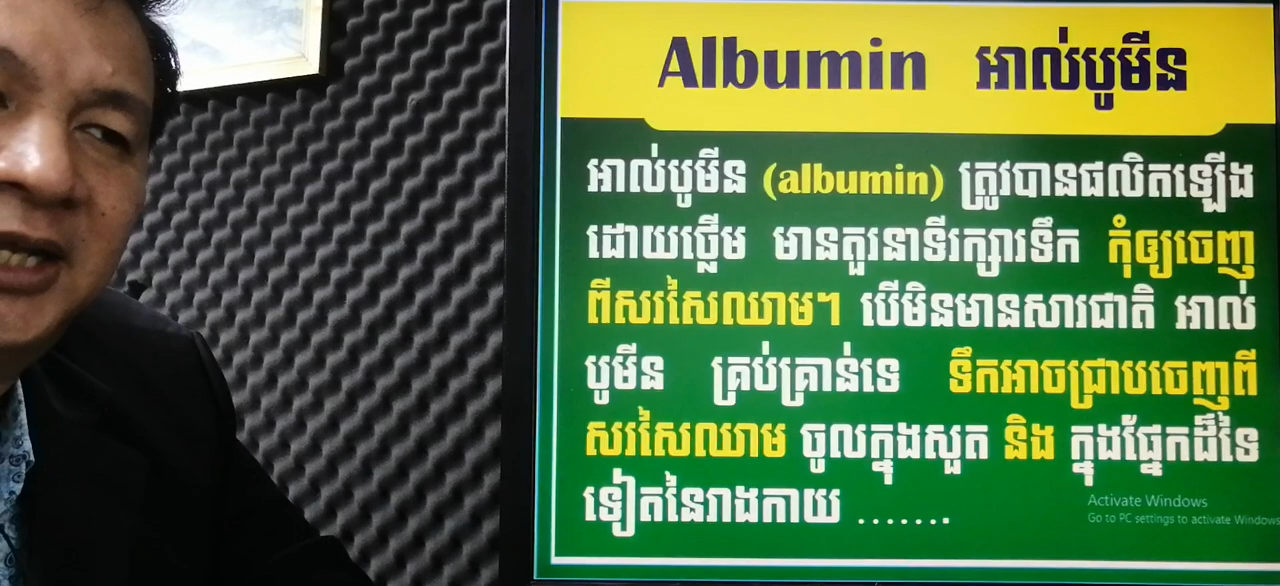 Albumin អាល់បូមីន
អាល់បូមីន (albumin) ត្រូវបានផលិតឡើង
ដោយថ្លើម មានតួរនាទីរក្សារទឹក កុំឲ្យចេញ
ពីសរសៃឈាម។ បើមិនមានសារជាតិ អាល់
បូមីន គ្រប់គ្រាន់ទេ ទឹកអាចជ្រាបចេញពី
សរសៃឈាម ចូលក្នុងសួត និង ក្នុងផ្នែកដ៏ទៃ
ទៀតនៃរាងកាយ .......
Activate Windows
Go to PC settings to activate Windows